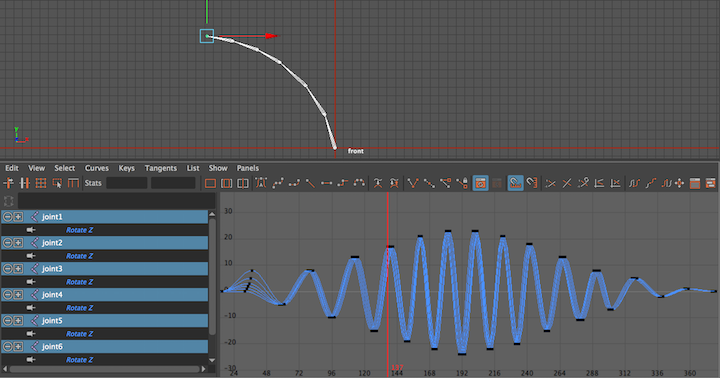 Y
front
Edit View Select Curves Keys Tangents List Show Panels
Stats
joint1
Rotate Z
joint2
Rotate Z
joint3
Rotate Z
joint4
Rotate Z
joint5
Rotate Z
joint6
Rotate Z
30
20
10
0
-10
-20
-30
24 48 72 96 120 144 168 192 216 240 264 288 312 336 360